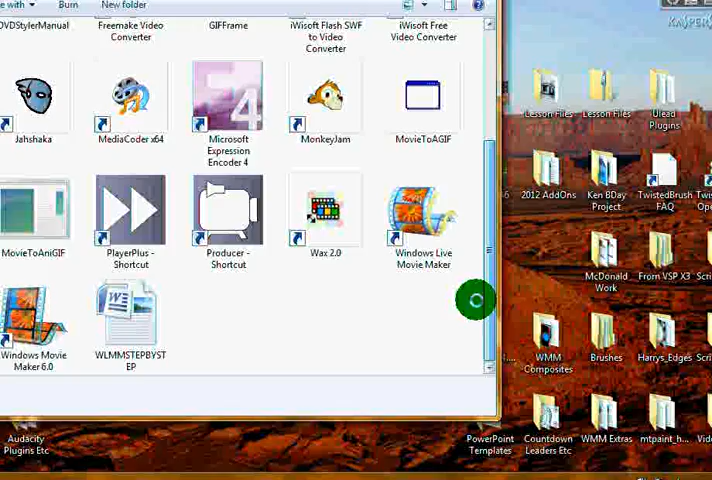 Burn New folder
DVDStylerManual
Freemake Video
Converter
GIFFrame
iWisoft Flash SWF
to Video
Converter
iWisoft Free
Video Converter
Jahshaka
MediaCoder x64
Microsoft
Expression
Encoder 4
MonkeyJam
MovieToAGIF
MovieToAniGIF
PlayerPlus -
Shortcut
Producer -
Shortcut
Wax 2.0
Windows Live
Movie Maker
Windows Movie
Maker 6.0
WLMMSTEPBYST
EP
Lesson Files
Lesson Files
Ulead
Plugins
2012 AddOns
Ken BDay
Project
TwistedBrush
FAQ
McDonald
Work
From VSP X3
WMM
Composites
Brushes
Harrys_Edges
Audacity
Plugins Etc
PowerPoint
Templates
Countdown
Leaders Etc
WMM Extras
mtpaint_h...